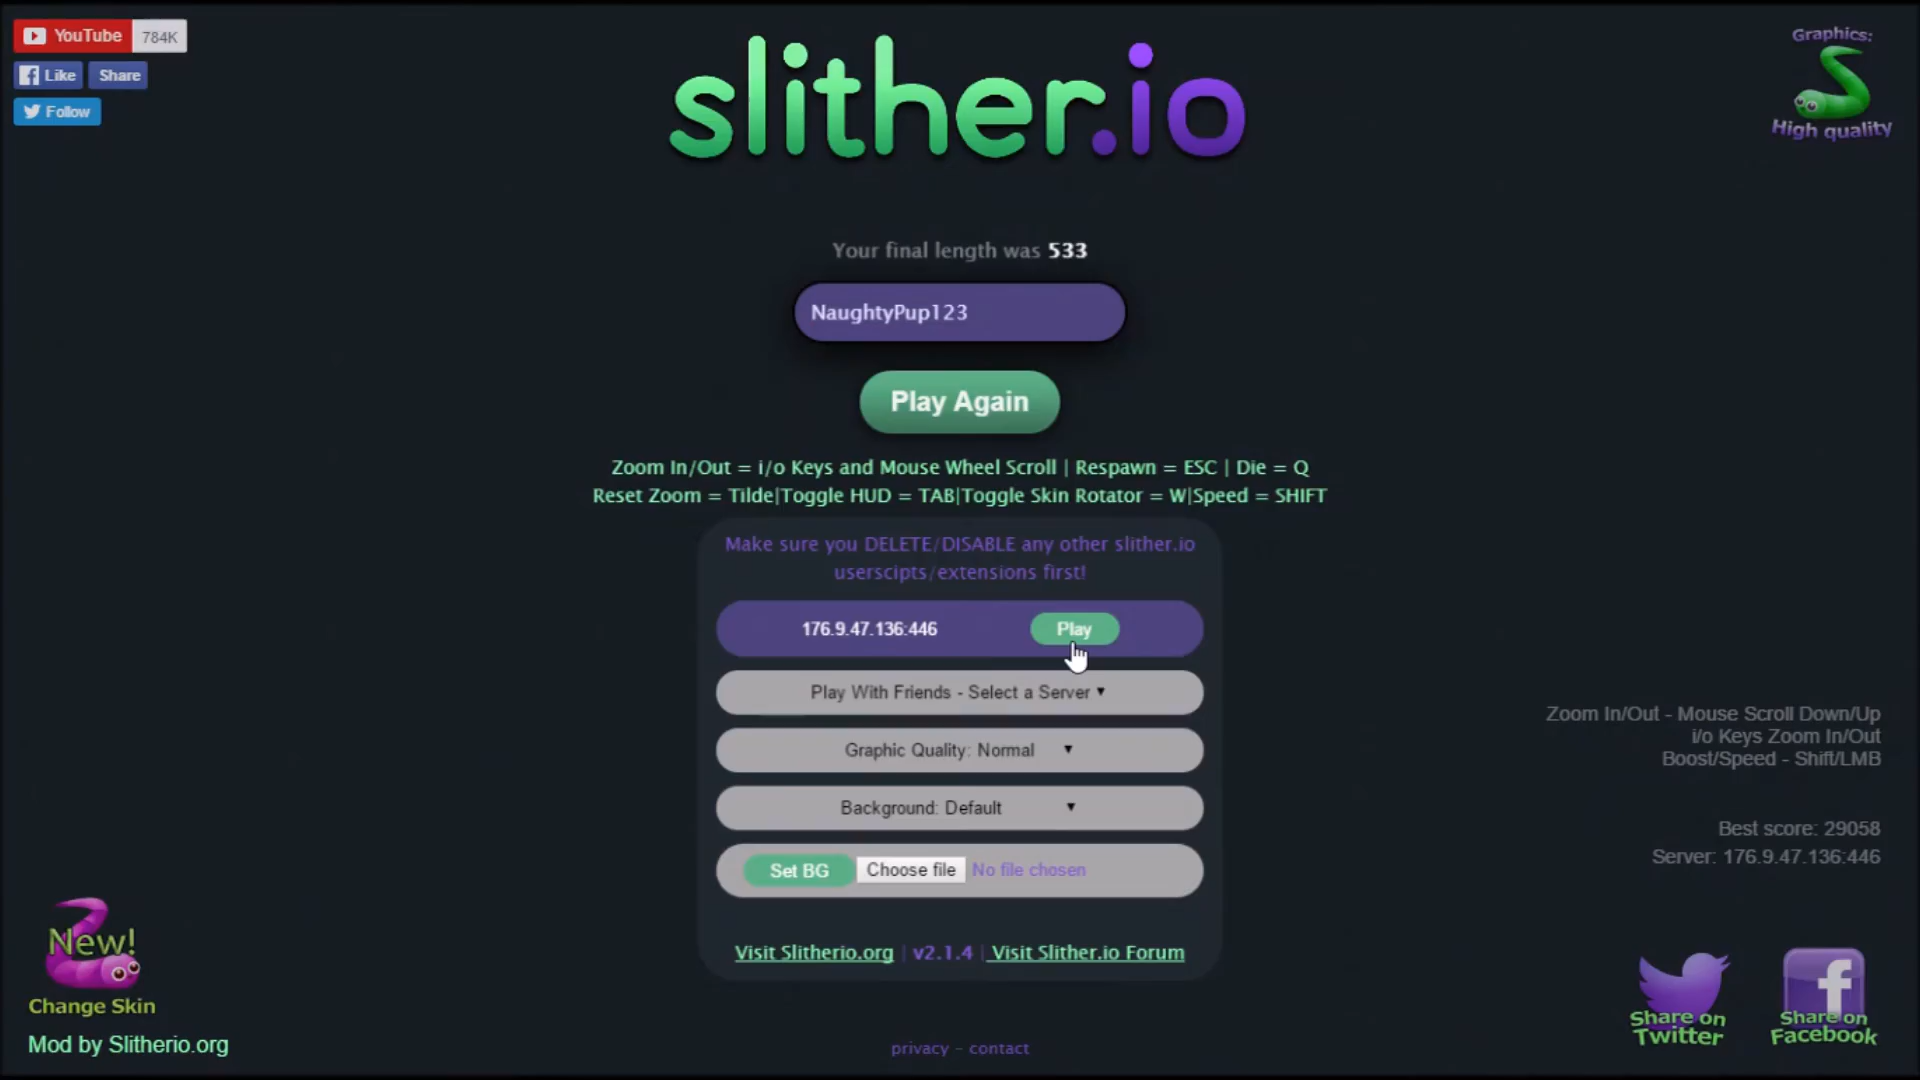 YouTube 784K
Like Share
Follow
slither.io
Graphics:
High quality
Your final length was 533
NaughtyPup123
Play Again
Zoom In/Out = i/o Keys and Mouse Wheel Scroll | Respawn = ESC | Die = Q
Reset Zoom = Tilde|Toggle HUD = TAB|Toggle Skin Rotator = W|Speed = SHIFT
Make sure you DELETE/DISABLE any other slither.io
userscipts/extensions first!
176.9.47.136:446 Play
Play With Friends - Select a Server
Graphic Quality: Normal
Background: Default
Set BG Choose file No file chosen
Visit Slitherio.org | v2.1.4 | Visit Slither.io Forum
Zoom In/Out - Mouse Scroll Down/Up
i/o Keys Zoom In/Out
Boost/Speed - Shift/LMB
Best score: 29058
Server: 176.9.47.136:446
New!
Change Skin
Mod by Slitherio.org
privacy - contact
Share on
Twitter
Share on
Facebook